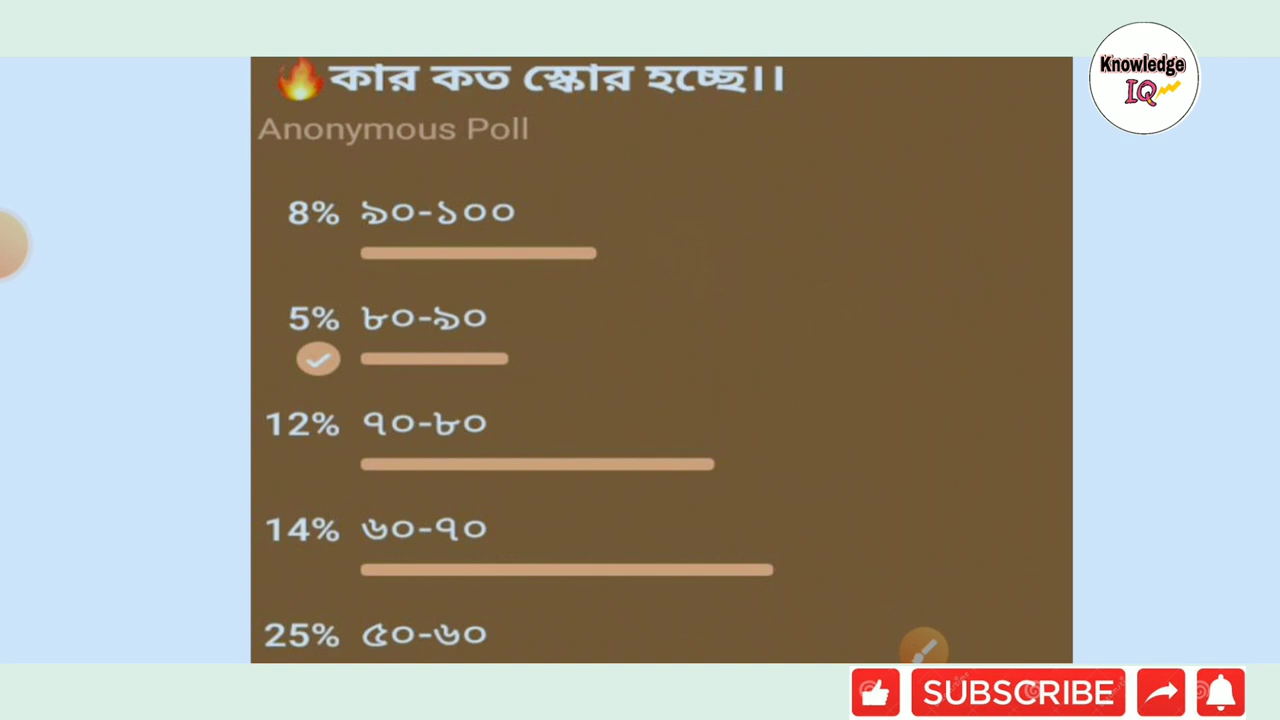 🔥কার কত স্কোর হচ্ছে।।
Anonymous Poll
8% ৯০-১০০
5% ৮০-৯০
12% ৭০-৮০
14% ৬০-৭০
25% ৫০-৬০
Knowledge
IQ
SUBSCRIBE